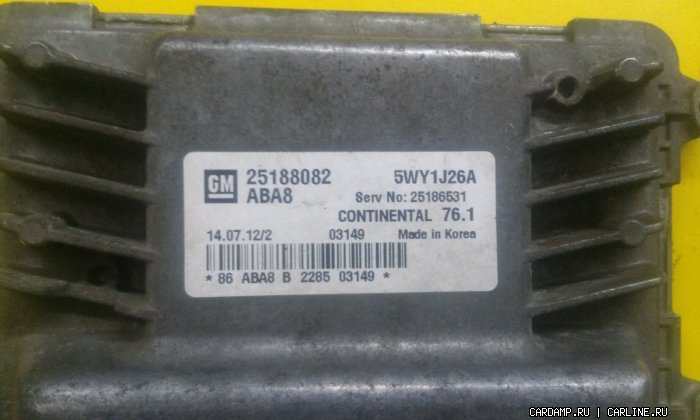 GM 25188082 5WY1J26A
ABA8 Serv No: 25186531
CONTINENTAL 76.1
14.07.12/2 03149 Made in Korea
* 86 ABA8 B 2285 03149 *
CARDAMP.RU | CARLINE.RU